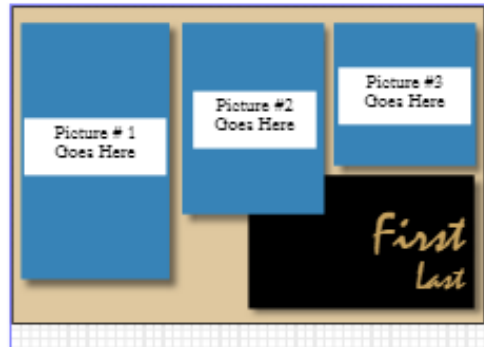 Picture # 1
Goes Here
Picture #2
Goes Here
Picture #3
Goes Here
First
Last